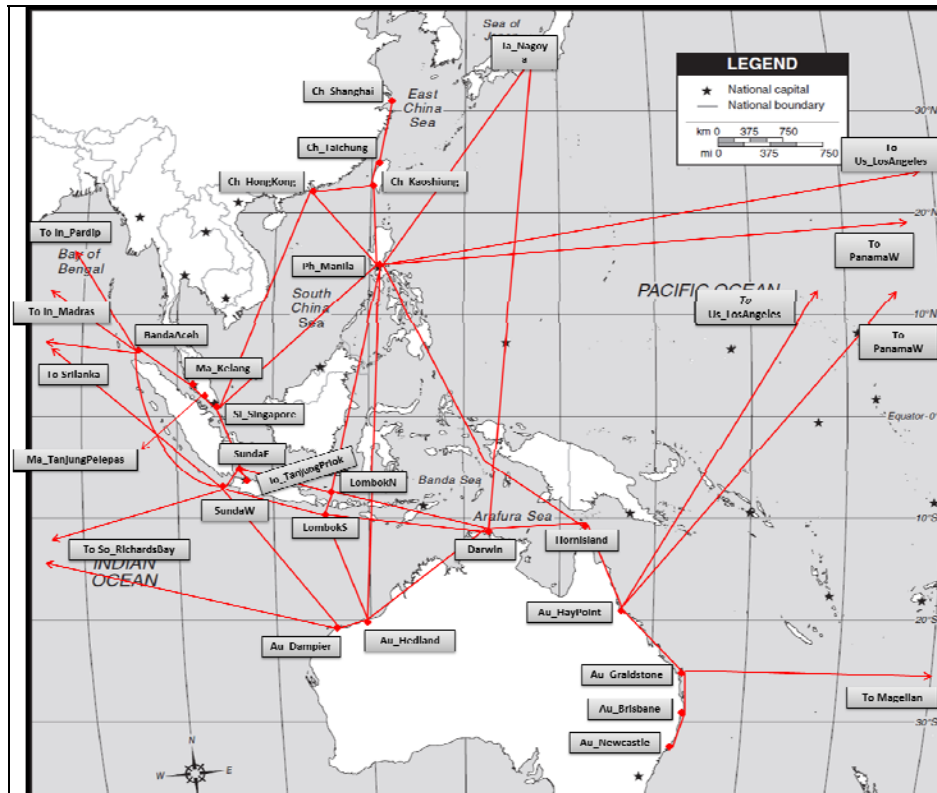 Sea of
Ja_Nagoy
a
LEGEND
National capital
National boundary
km 0 375 750
mi 0 375 750
Ch_Shanghai
East
China
Sea
30°N
Ch_Taichung
To
Us_LosAngeles
Ch_HongKong
Ch_Kaoshiung
20°N
To In_Pardip
Bay of
Bengal
Ph_Manila
To
PanamaW
South
China
Sea
PACIFIC OCEAN
To
Us_LosAngeles
To In_Madras
10°N
BandaAceh
To
PanamaW
To Srilanka
Ma_Kelang
Si_Singapore
Equator-0°
Ma_TanjungPelepas
SundaE
Io_TanjungPriok
LombokN
Banda Sea
SundaW
LombokS
Arafura Sea
10°S
Darwin
HornIsland
To So_RichardsBay
INDIAN
OCEAN
Au_HayPoint
20°S
Au_Dampier
Au_Hedland
Au_Graldstone
To Magellan
Au_Brisbane
30°S
Au_Newcastle
N
W
E
S